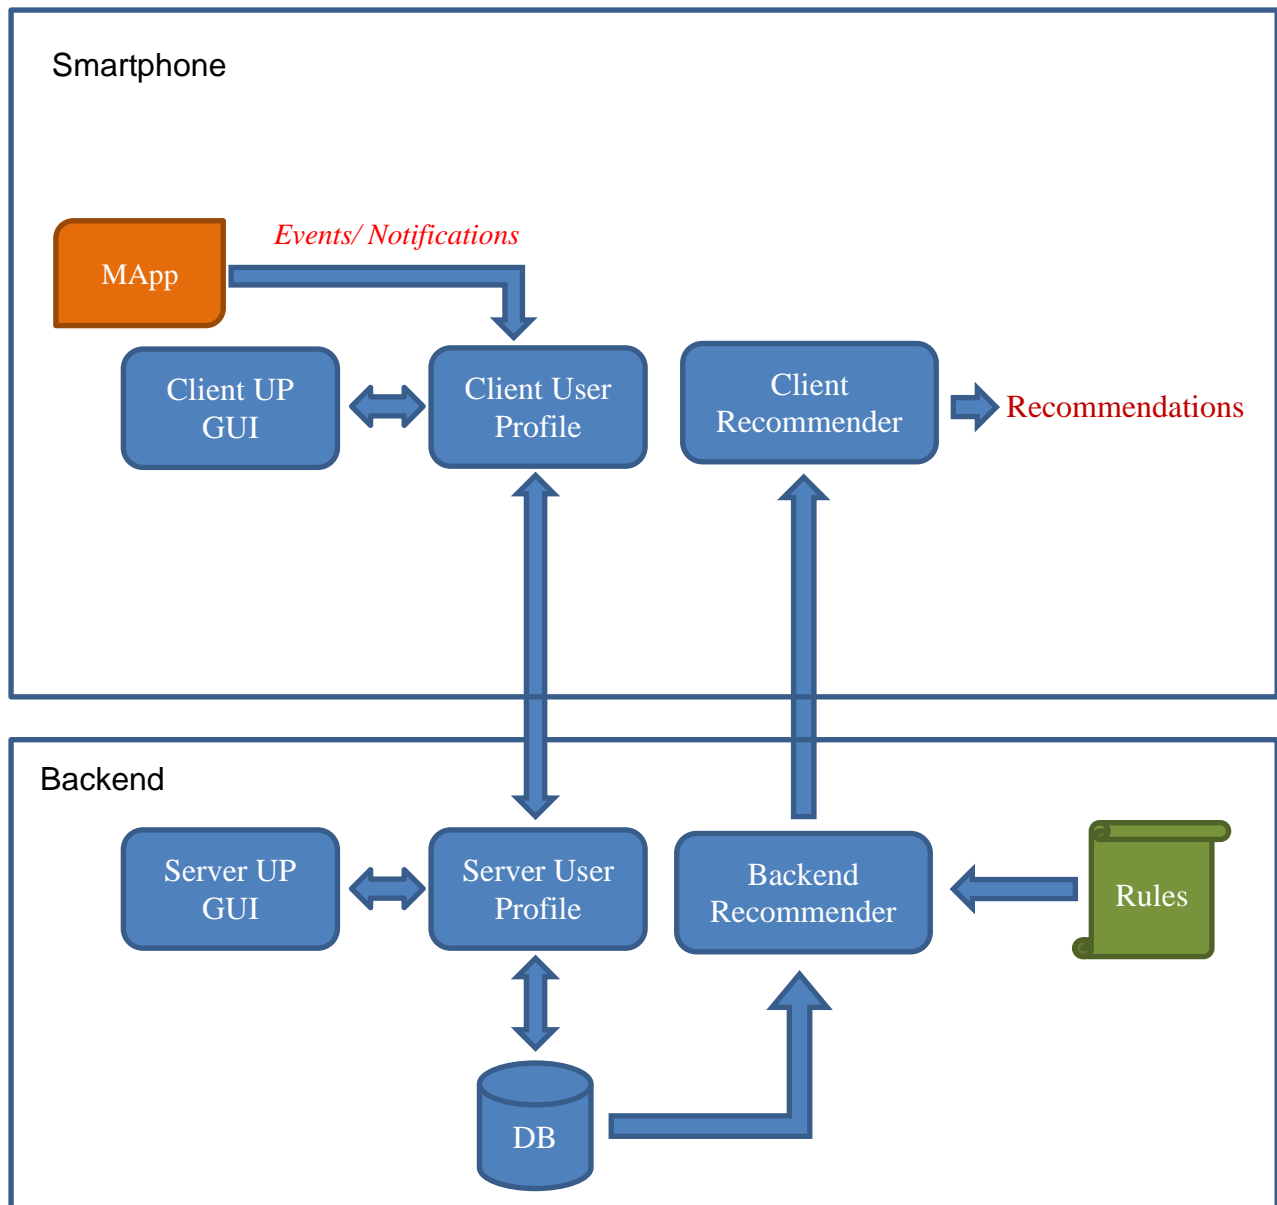 Smartphone
Events/ Notifications
MApp
Client UP
GUI
Client User
Profile
Client
Recommender
Recommendations
Backend
Server UP
GUI
Server User
Profile
Backend
Recommender
Rules
DB